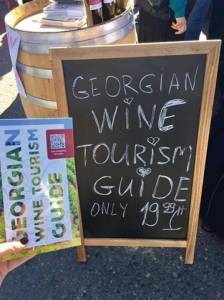 GEORGIAN
WINE
TOURISM
GUIDE
ONLY 19.99
GEORGIAN
WINE TOURISM
GUIDE